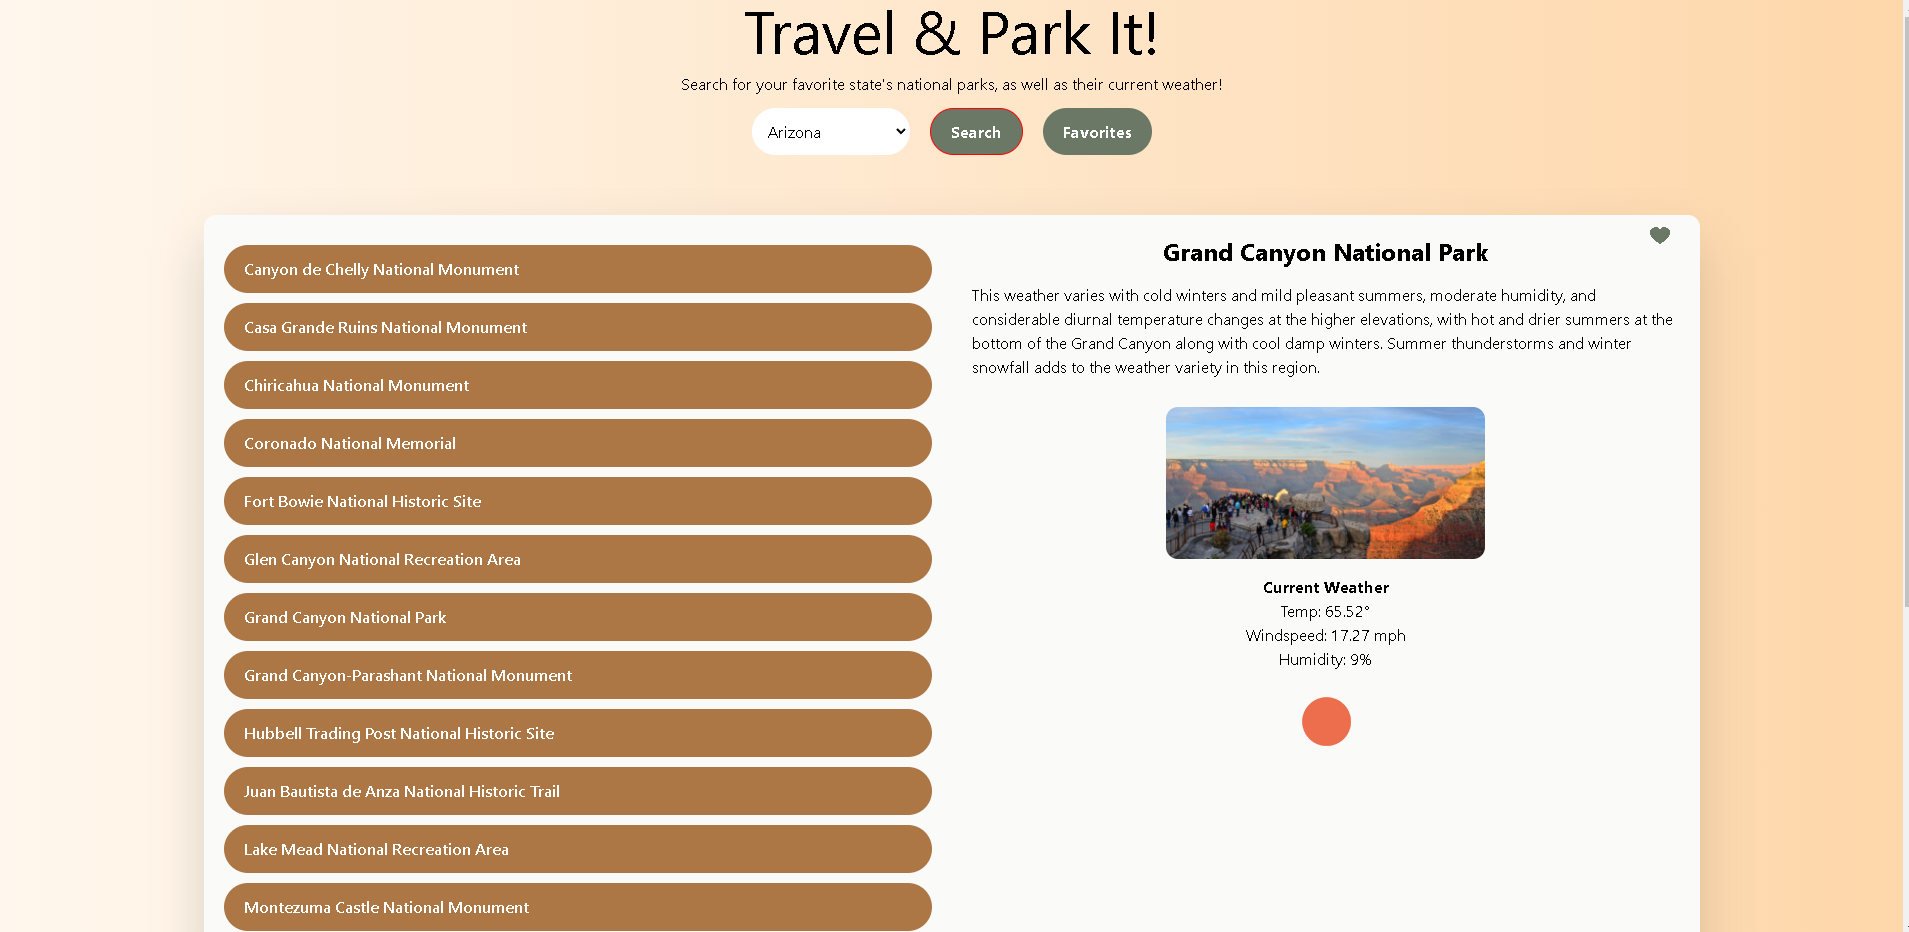 Travel & Park It!
Search for your favorite state's national parks, as well as their current weather!
Arizona
Search
Favorites
Canyon de Chelly National Monument
Casa Grande Ruins National Monument
Chiricahua National Monument
Coronado National Memorial
Fort Bowie National Historic Site
Glen Canyon National Recreation Area
Grand Canyon National Park
Grand Canyon-Parashant National Monument
Hubbell Trading Post National Historic Site
Juan Bautista de Anza National Historic Trail
Lake Mead National Recreation Area
Montezuma Castle National Monument
Grand Canyon National Park
This weather varies with cold winters and mild pleasant summers, moderate humidity, and
considerable diurnal temperature changes at the higher elevations, with hot and drier summers at the
bottom of the Grand Canyon along with cool damp winters. Summer thunderstorms and winter
snowfall adds to the weather variety in this region.
Current Weather
Temp: 65.52°
Windspeed: 17.27 mph
Humidity: 9%